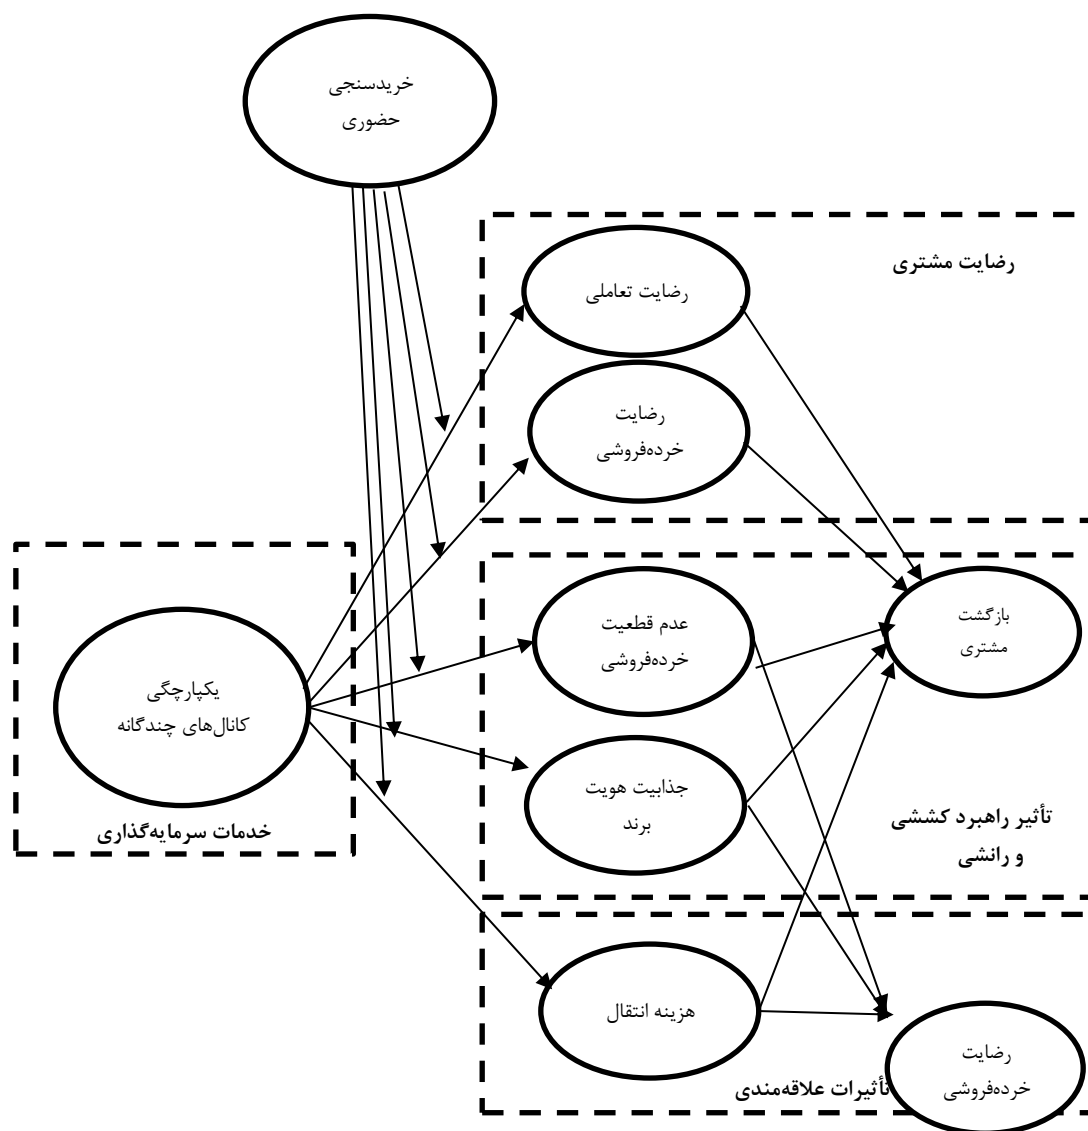 خریدسنجی
حضوری
رضایت مشتری
رضایت تعاملی
رضایت
خرده‌فروشی
بازگشت
مشتری
عدم قطعیت
خرده‌فروشی
یکپارچگی
کانال‌های چندگانه
خدمات سرمایه‌گذاری
جذابیت هویت
برند
تأثیر راهبرد کششی
و رانشی
هزینه انتقال
رضایت
خرده‌فروشی
تأثیرات علاقه‌مندی